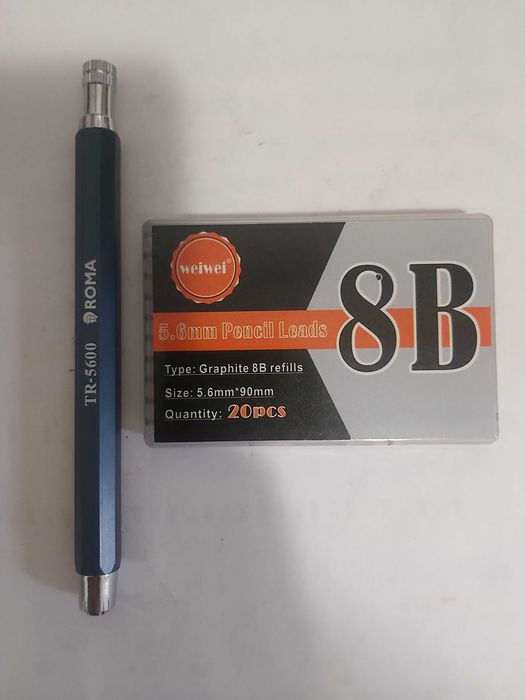 TR-5600 ROMA
weiwei®
5.6mm Pencil Leads
8B
Type: Graphite 8B refills
Size: 5.6mm*90mm
Quantity: 20pcs